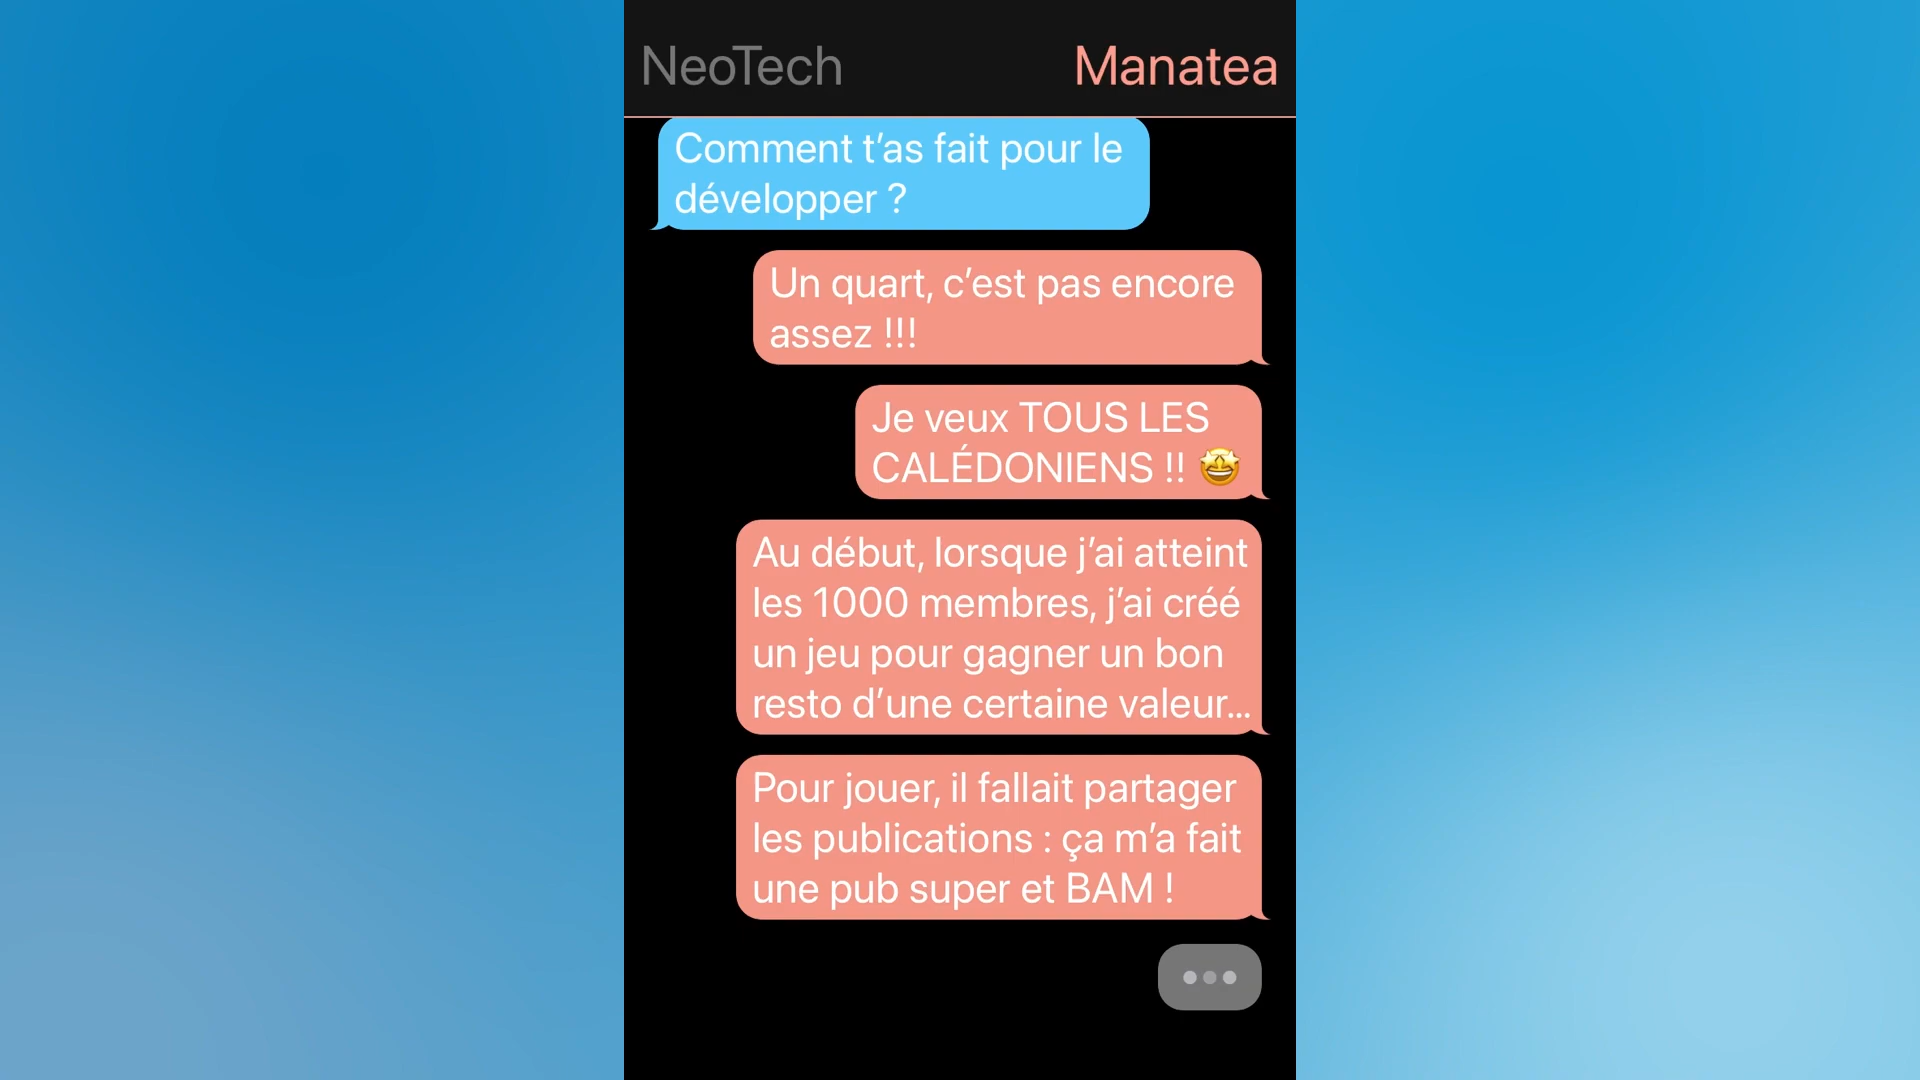 NeoTech
Manatea
Comment t’as fait pour le
développer ?
Un quart, c’est pas encore
assez !!!
Je veux TOUS LES
CALÉDONIENS !! 🤩
Au début, lorsque j’ai atteint
les 1000 membres, j’ai créé
un jeu pour gagner un bon
resto d’une certaine valeur...
Pour jouer, il fallait partager
les publications : ça m’a fait
une pub super et BAM !